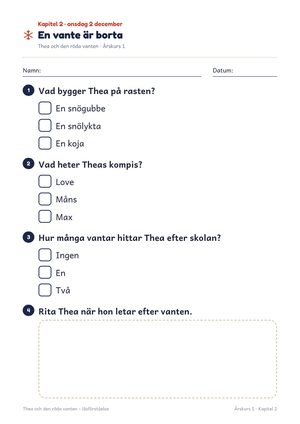 Kapitel 2 · onsdag 2 december
En vante är borta
Thea och den röda vanten · Årskurs 1
Namn: Datum:
1 Vad bygger Thea på rasten?
En snögubbe
En snölykta
En koja
2 Vad heter Theas kompis?
Love
Måns
Max
3 Hur många vantar hittar Thea efter skolan?
Ingen
En
Två
4 Rita Thea när hon letar efter vanten.
Thea och den röda vanten – läsförståelse Årskurs 1 · Kapitel 2